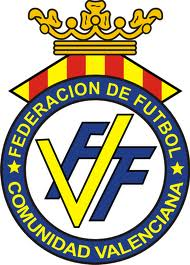 FEDERACION DE FUTBOL
COMUNIDAD VALENCIANA
FVF